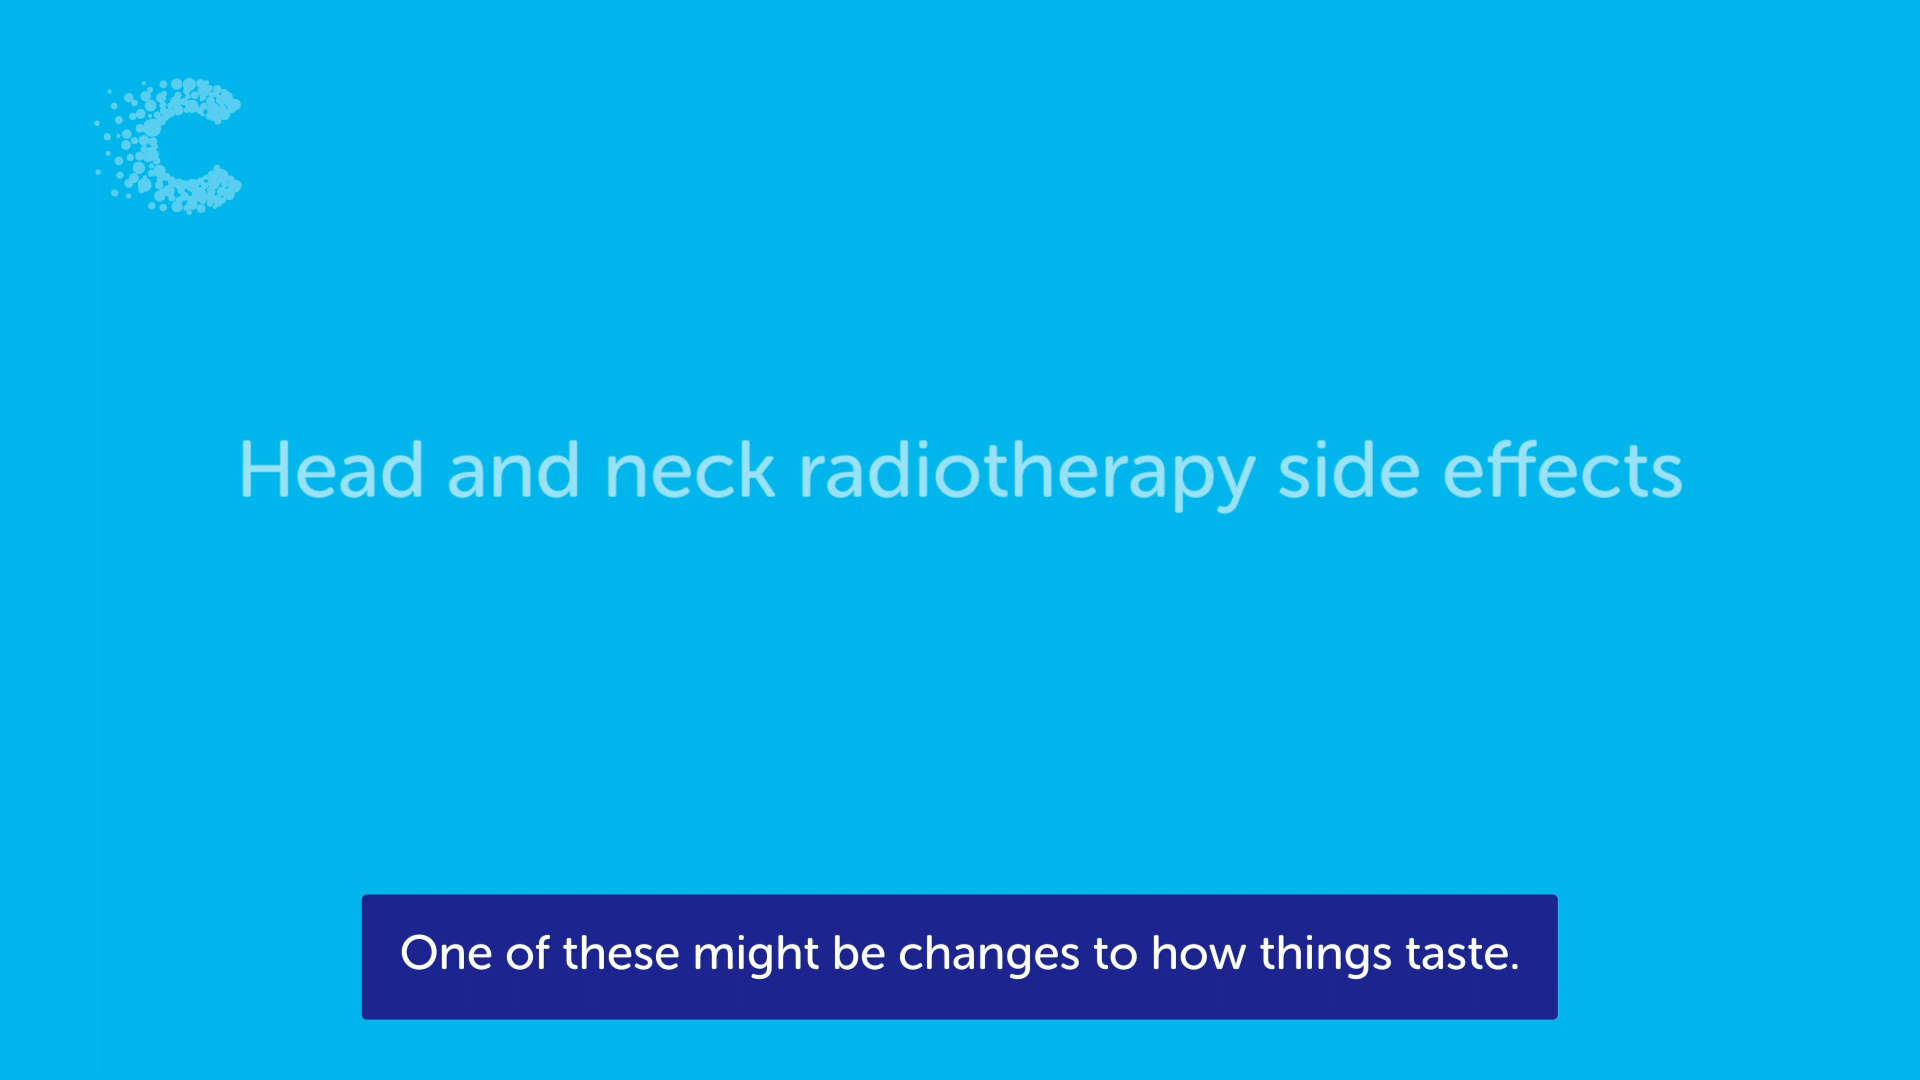 Head and neck radiotherapy side effects
One of these might be changes to how things taste.